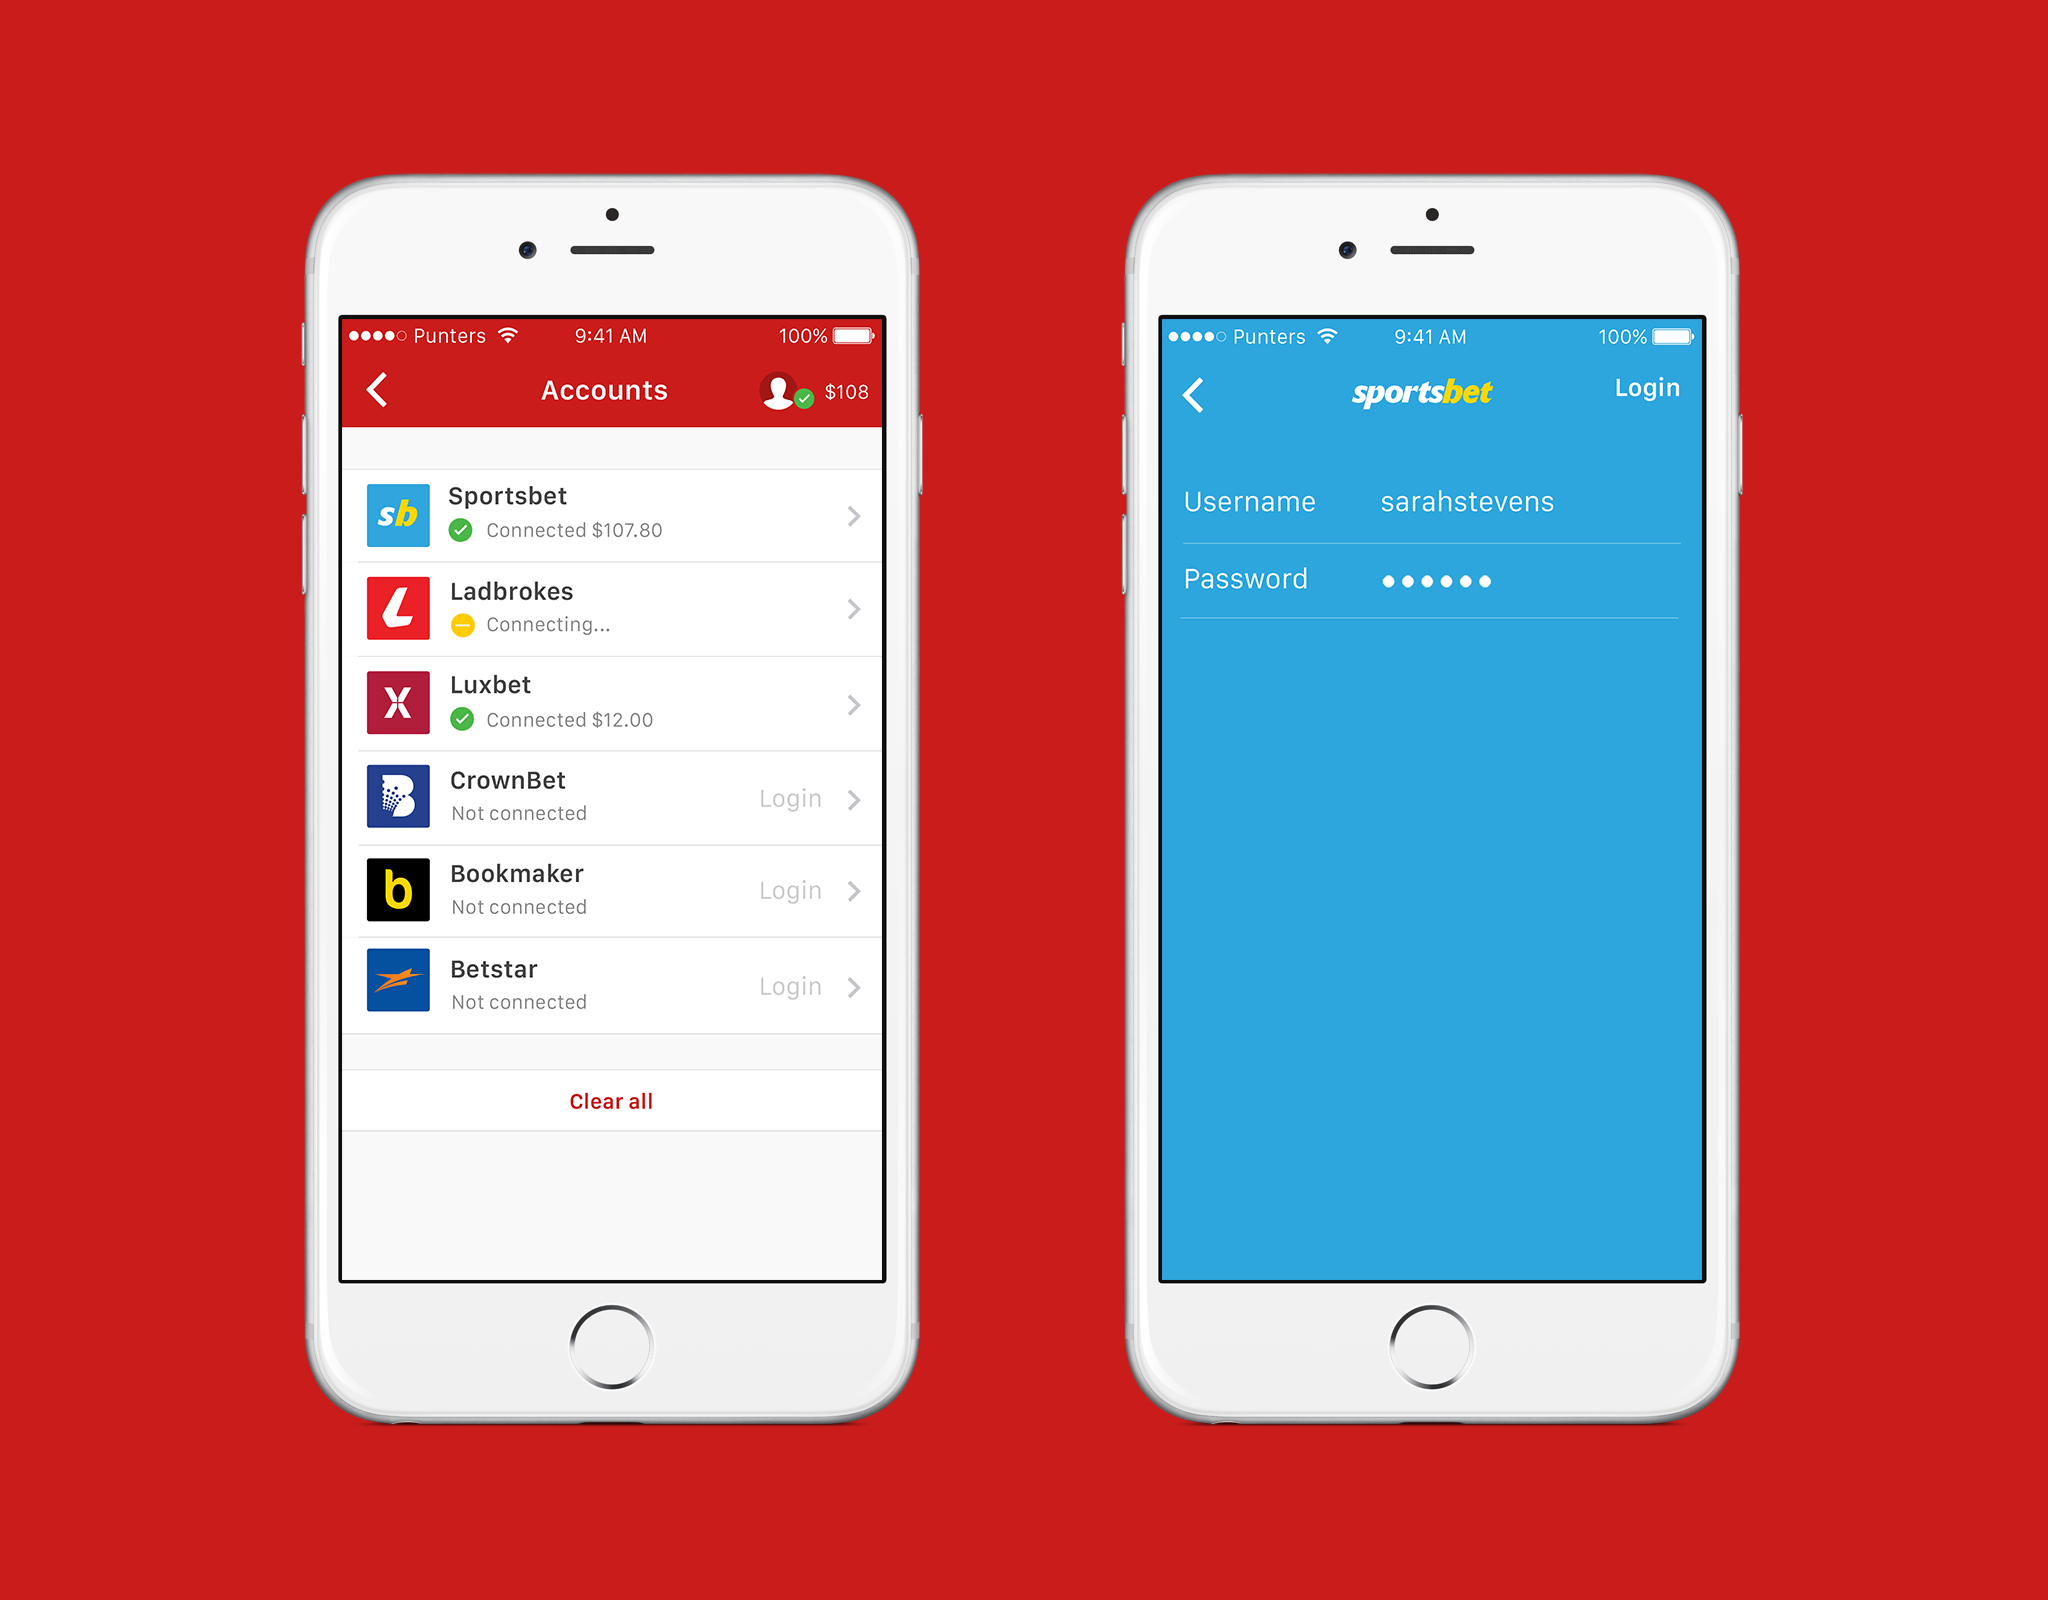 Punters 9:41 AM 100%
Accounts $108
sb Sportsbet
Connected $107.80
L Ladbrokes
Connecting...
X Luxbet
Connected $12.00
B CrownBet
Not connected Login
b Bookmaker
Not connected Login
Betstar
Not connected Login
Clear all
Punters 9:41 AM 100%
sportsbet Login
Username sarahstevens
Password ●●●●●●